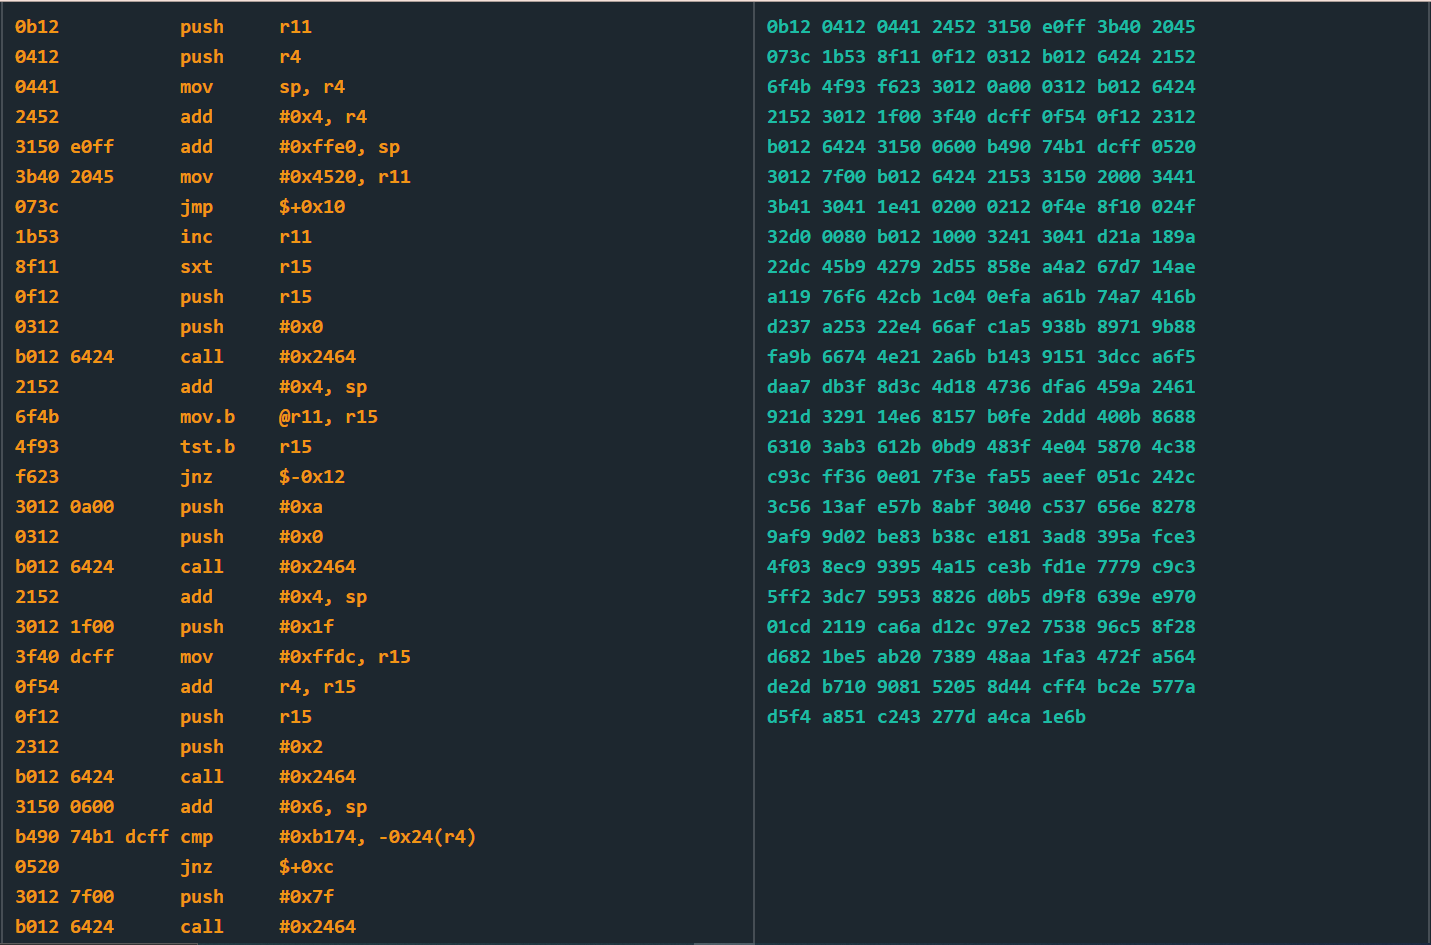 0b12 push r11
0412 push r4
0441 mov sp, r4
2452 add #0x4, r4
3150 e0ff add #0xffe0, sp
3b40 2045 mov #0x4520, r11
073c jmp $+0x10
1b53 inc r11
8f11 sxt r15
0f12 push r15
0312 push #0x0
b012 6424 call #0x2464
2152 add #0x4, sp
6f4b mov.b @r11, r15
4f93 tst.b r15
f623 jnz $-0x12
3012 0a00 push #0xa
0312 push #0x0
b012 6424 call #0x2464
2152 add #0x4, sp
3012 1f00 push #0x1f
3f40 dcff mov #0xffdc, r15
0f54 add r4, r15
0f12 push r15
2312 push #0x2
b012 6424 call #0x2464
3150 0600 add #0x6, sp
b490 74b1 dcff cmp #0xb174, -0x24(r4)
0520 jnz $+0xc
3012 7f00 push #0x7f
b012 6424 call #0x2464
0b12 0412 0441 2452 3150 e0ff 3b40 2045
073c 1b53 8f11 0f12 0312 b012 6424 2152
6f4b 4f93 f623 3012 0a00 0312 b012 6424
2152 3012 1f00 3f40 dcff 0f54 0f12 2312
b012 6424 3150 0600 b490 74b1 dcff 0520
3012 7f00 b012 6424 2153 3150 2000 3441
3b41 3041 1e41 0200 0212 0f4e 8f10 024f
32d0 0080 b012 1000 3241 3041 d21a 189a
22dc 45b9 4279 2d55 858e a4a2 67d7 14ae
a119 76f6 42cb 1c04 0efa a61b 74a7 416b
d237 a253 22e4 66af c1a5 938b 8971 9b88
fa9b 6674 4e21 2a6b b143 9151 3dcc a6f5
daa7 db3f 8d3c 4d18 4736 dfa6 459a 2461
921d 3291 14e6 8157 b0fe 2ddd 400b 8688
6310 3ab3 612b 0bd9 483f 4e04 5870 4c38
c93c ff36 0e01 7f3e fa55 aeef 051c 242c
3c56 13af e57b 8abf 3040 c537 656e 8278
9af9 9d02 be83 b38c e181 3ad8 395a fce3
4f03 8ec9 9395 4a15 ce3b fd1e 7779 c9c3
5ff2 3dc7 5953 8826 d0b5 d9f8 639e e970
01cd 2119 ca6a d12c 97e2 7538 96c5 8f28
d682 1be5 ab20 7389 48aa 1fa3 472f a564
de2d b710 9081 5205 8d44 cff4 bc2e 577a
d5f4 a851 c243 277d a4ca 1e6b